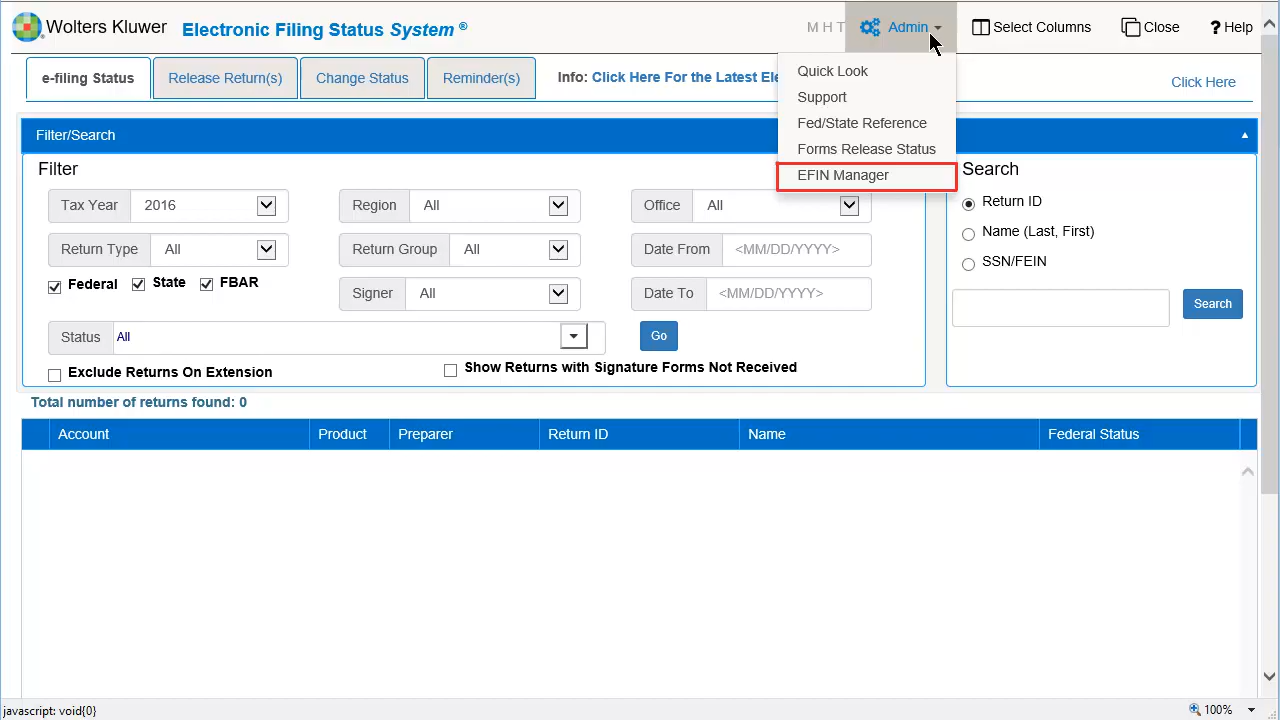 Wolters Kluwer Electronic Filing Status System ® M H T Admin Select Columns Close ? Help
e-filing Status Release Return(s) Change Status Reminder(s) Info: Click Here For the Latest Ele Click Here
Quick Look
Support
Fed/State Reference
Forms Release Status
EFIN Manager
Filter/Search
Filter
Tax Year 2016 Region All Office All
Return Type All Return Group All Date From <MM/DD/YYYY>
Federal State FBAR
Signer All Date To <MM/DD/YYYY>
Status All Go
Exclude Returns On Extension Show Returns with Signature Forms Not Received
Search
Return ID
Name (Last, First)
SSN/FEIN
Search
Total number of returns found: 0
Account Product Preparer Return ID Name Federal Status
javascript: void{0} 100%